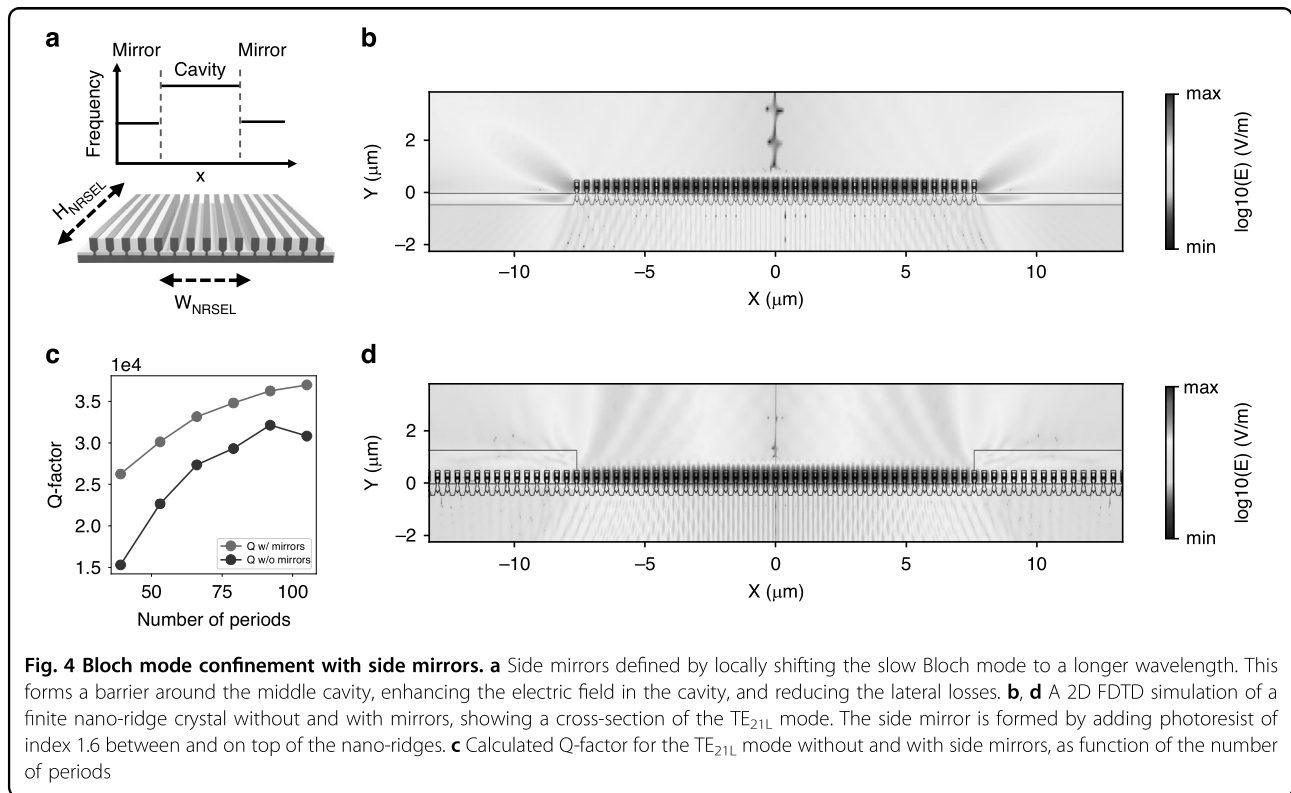 a
Mirror
Mirror
Cavity
Frequency
x
H_NRSEL
W_NRSEL
b
Y (μm)
2
0
−2
−10
−5
0
5
10
X (μm)
max
min
log10(E) (V/m)
c
1e4
Q-factor
3.5
3.0
2.5
2.0
1.5
50
75
100
Number of periods
Q w/ mirrors
Q w/o mirrors
d
Y (μm)
2
0
−2
−10
−5
0
5
10
X (μm)
max
min
log10(E) (V/m)
Fig. 4 Bloch mode confinement with side mirrors. a Side mirrors defined by locally shifting the slow Bloch mode to a longer wavelength. This
forms a barrier around the middle cavity, enhancing the electric field in the cavity, and reducing the lateral losses. b, d A 2D FDTD simulation of a
finite nano-ridge crystal without and with mirrors, showing a cross-section of the TE21L mode. The side mirror is formed by adding photoresist of
index 1.6 between and on top of the nano-ridges. c Calculated Q-factor for the TE21L mode without and with side mirrors, as function of the number
of periods